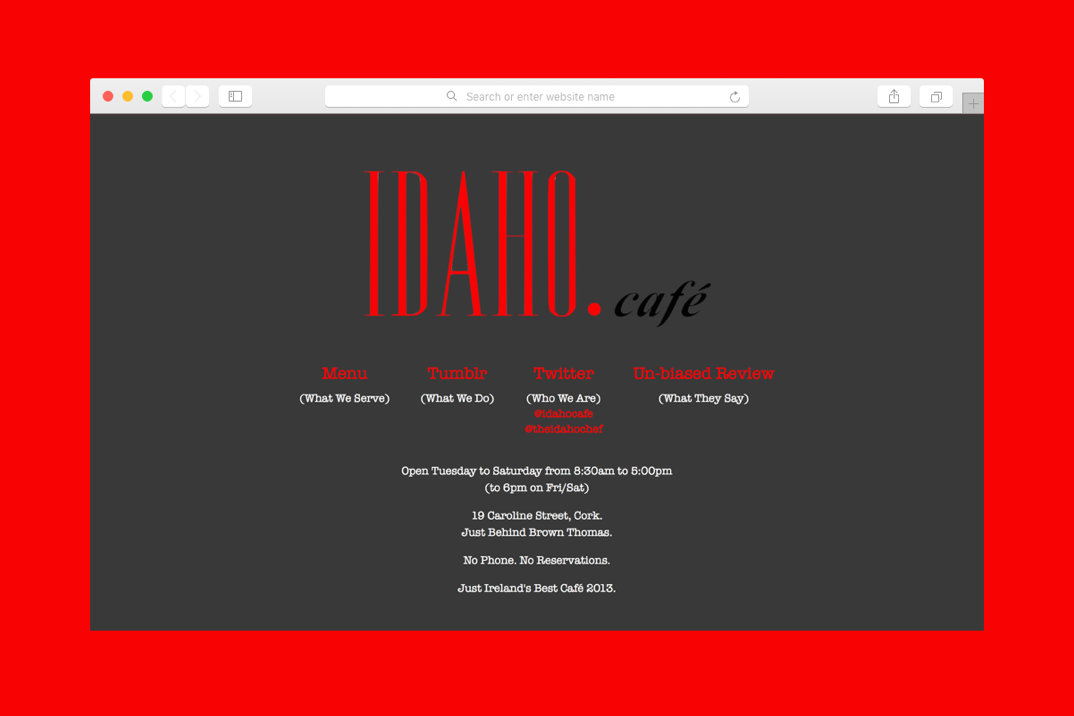 Search or enter website name
IDAHO. café
Menu
(What We Serve)
Tumblr
(What We Do)
Twitter
(Who We Are)
@idahocafe
@theidahochef
Un-biased Review
(What They Say)
Open Tuesday to Saturday from 8:30am to 5:00pm
(to 6pm on Fri/Sat)
19 Caroline Street, Cork.
Just Behind Brown Thomas.
No Phone. No Reservations.
Just Ireland's Best Café 2013.